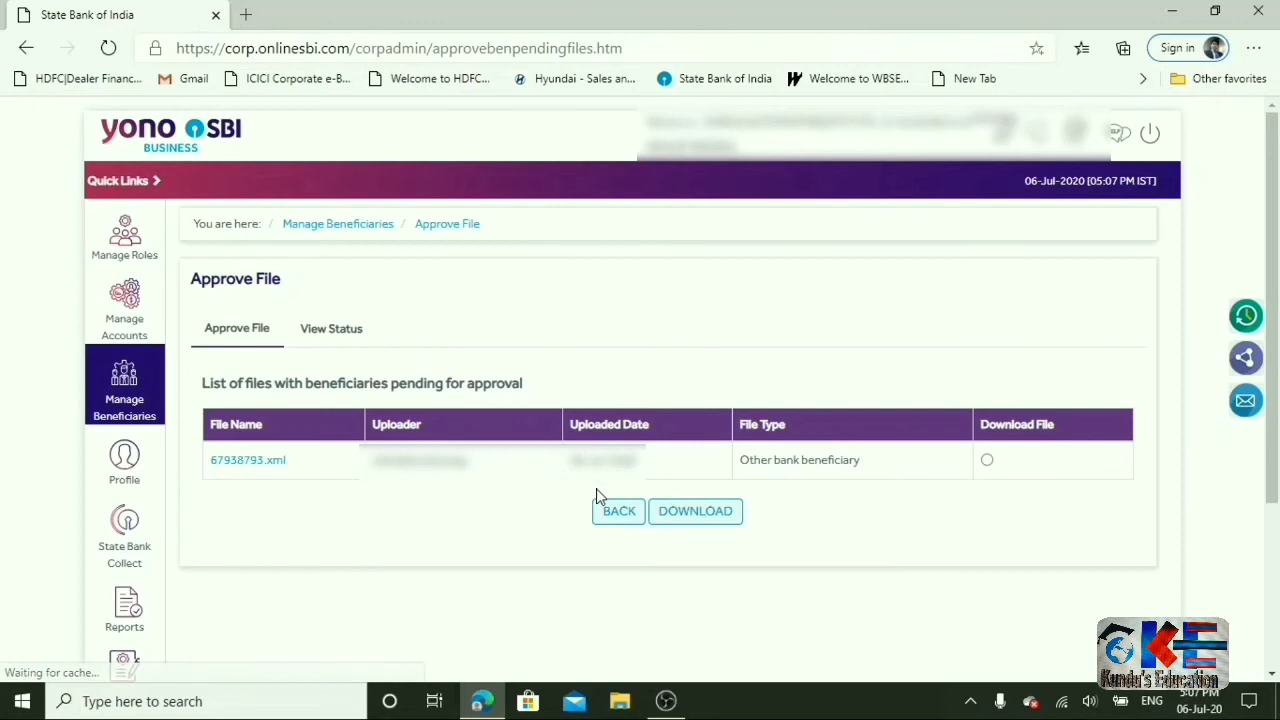 State Bank of India
https://corp.onlinesbi.com/corpadmin/approvebenpendingfiles.htm
Sign in
HDFC|Dealer Financ... Gmail ICICI Corporate e-B... Welcome to HDFC... Hyundai - Sales an... State Bank of India Welcome to WBSE... New Tab Other favorites
yono SBI
BUSINESS
Quick Links
06-Jul-2020 [05:07 PM IST]
You are here: / Manage Beneficiaries / Approve File
Manage Roles
Manage
Accounts
Manage
Beneficiaries
Profile
State Bank
Collect
Reports
Approve File
Approve File View Status
List of files with beneficiaries pending for approval
File Name Uploader Uploaded Date File Type Download File
67938793.xml Other bank beneficiary
BACK DOWNLOAD
Waiting for cache...
KE
Kundu's Education
Type here to search
ENG
5:07 PM
06-Jul-20